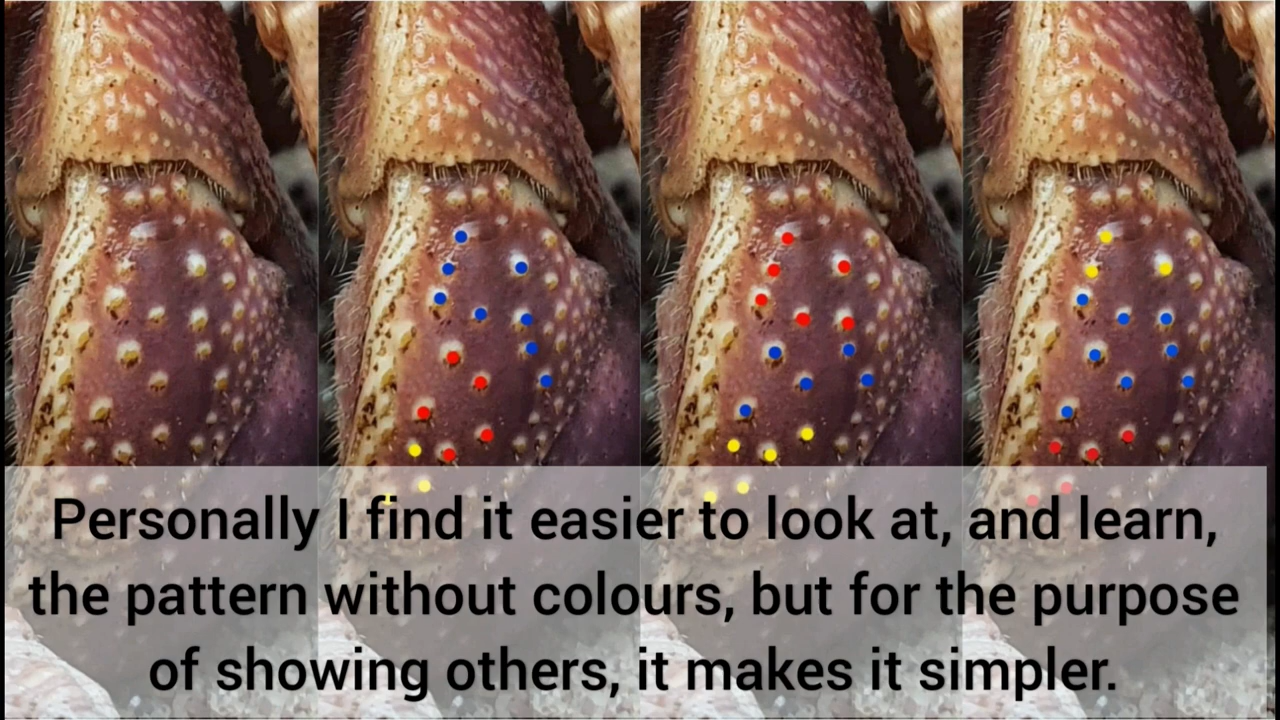 Personally I find it easier to look at, and learn,
the pattern without colours, but for the purpose
of showing others, it makes it simpler.